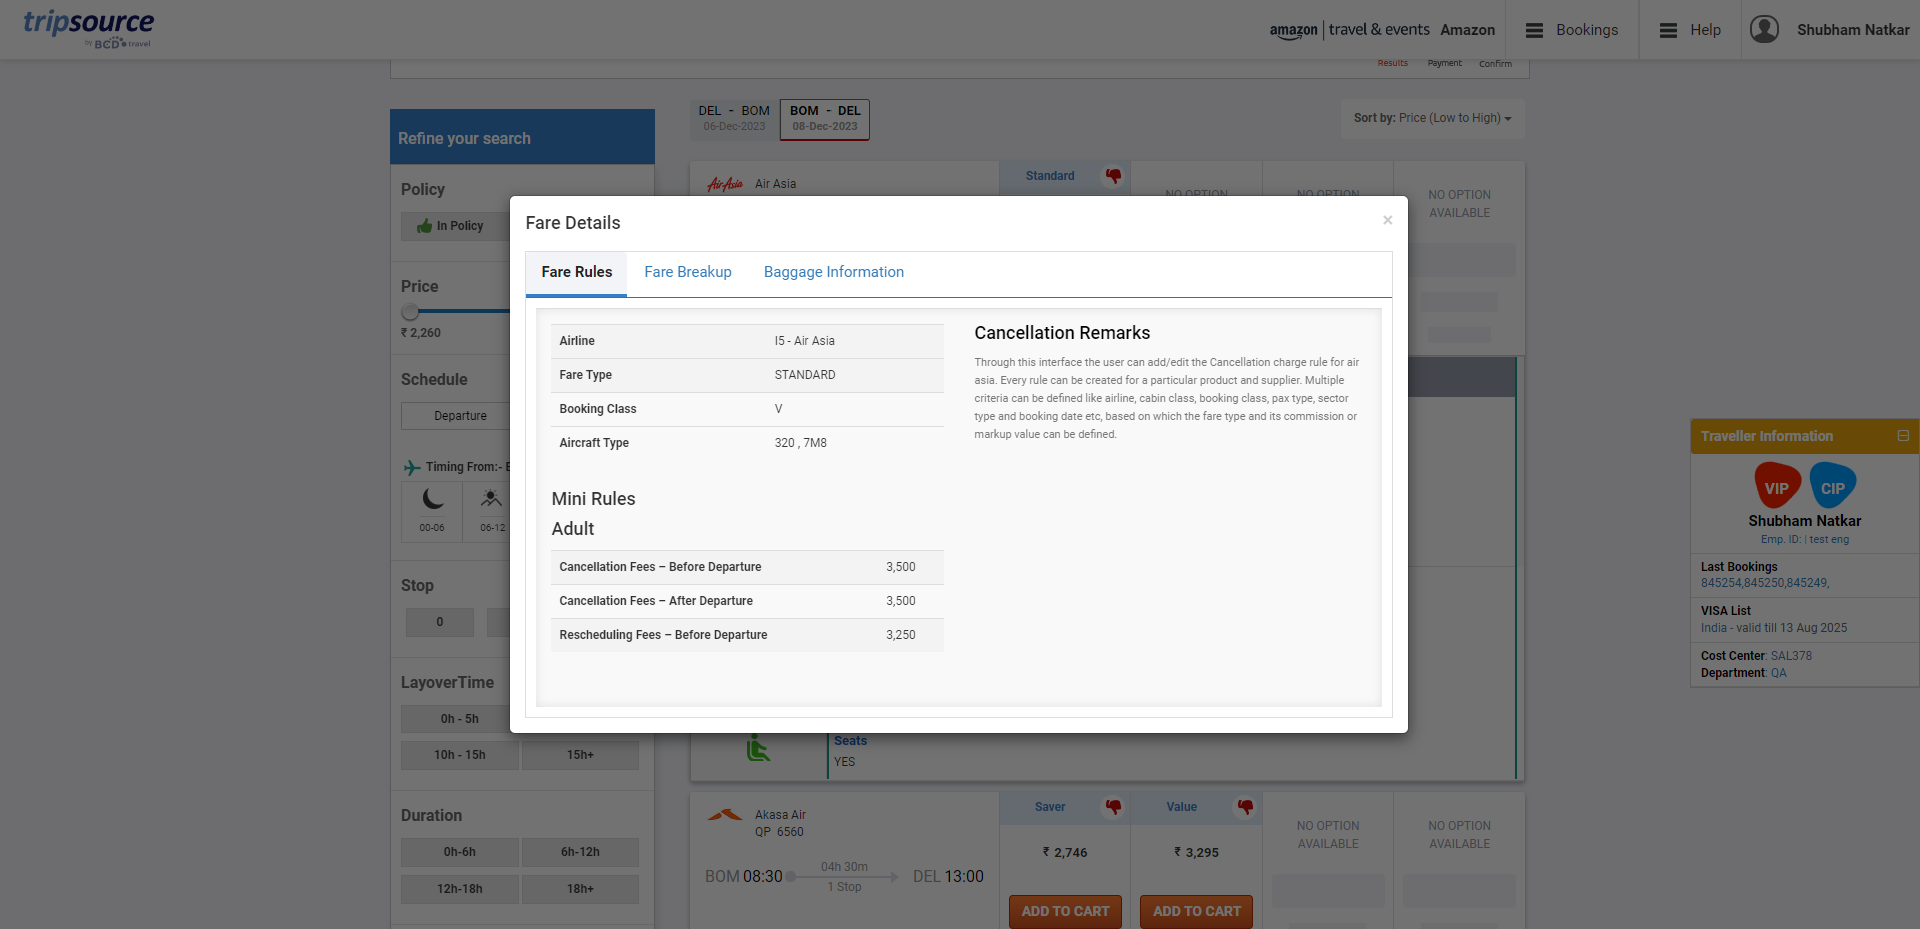 tripsource
by BCD travel
amazon | travel & events Amazon
Bookings
Help
Shubham Natkar
Results
Payment
Confirm
DEL - BOM
06-Dec-2023
BOM - DEL
08-Dec-2023
Sort by: Price (Low to High)
Refine your search
Policy
In Policy
Price
₹ 2,260
Schedule
Departure
Timing From:-
00-06
06-12
Stop
0
LayoverTime
0h - 5h
10h - 15h
15h+
Duration
0h-6h
6h-12h
12h-18h
18h+
AirAsia
Air Asia
Standard
NO OPTION
NO OPTION
NO OPTION
AVAILABLE
Fare Details
×
Fare Rules
Fare Breakup
Baggage Information
Airline I5 - Air Asia
Fare Type STANDARD
Booking Class V
Aircraft Type 320 , 7M8
Mini Rules
Adult
Cancellation Fees – Before Departure 3,500
Cancellation Fees – After Departure 3,500
Rescheduling Fees – Before Departure 3,250
Cancellation Remarks
Through this interface the user can add/edit the Cancellation charge rule for air
asia. Every rule can be created for a particular product and supplier. Multiple
criteria can be defined like airline, cabin class, booking class, pax type, sector
type and booking date etc, based on which the fare type and its commission or
markup value can be defined.
Seats
YES
Akasa Air
QP 6560
BOM 08:30
04h 30m
1 Stop
DEL 13:00
Saver
₹ 2,746
ADD TO CART
Value
₹ 3,295
ADD TO CART
NO OPTION
AVAILABLE
NO OPTION
AVAILABLE
Traveller Information
VIP
CIP
Shubham Natkar
Emp. ID: | test eng
Last Bookings
845254,845250,845249,
VISA List
India - valid till 13 Aug 2025
Cost Center: SAL378
Department: QA